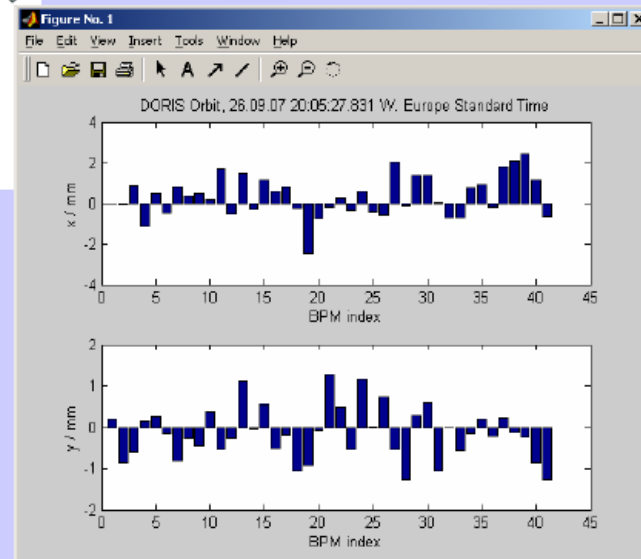 Figure No. 1
File Edit View Insert Tools Window Help
A
DORIS Orbit, 26.09.07 20:05:27.831 W. Europe Standard Time
4
2
0
-2
-4
x / mm
0 5 10 15 20 25 30 35 40 45
BPM index
2
1
0
-1
-2
y / mm
0 5 10 15 20 25 30 35 40 45
BPM index